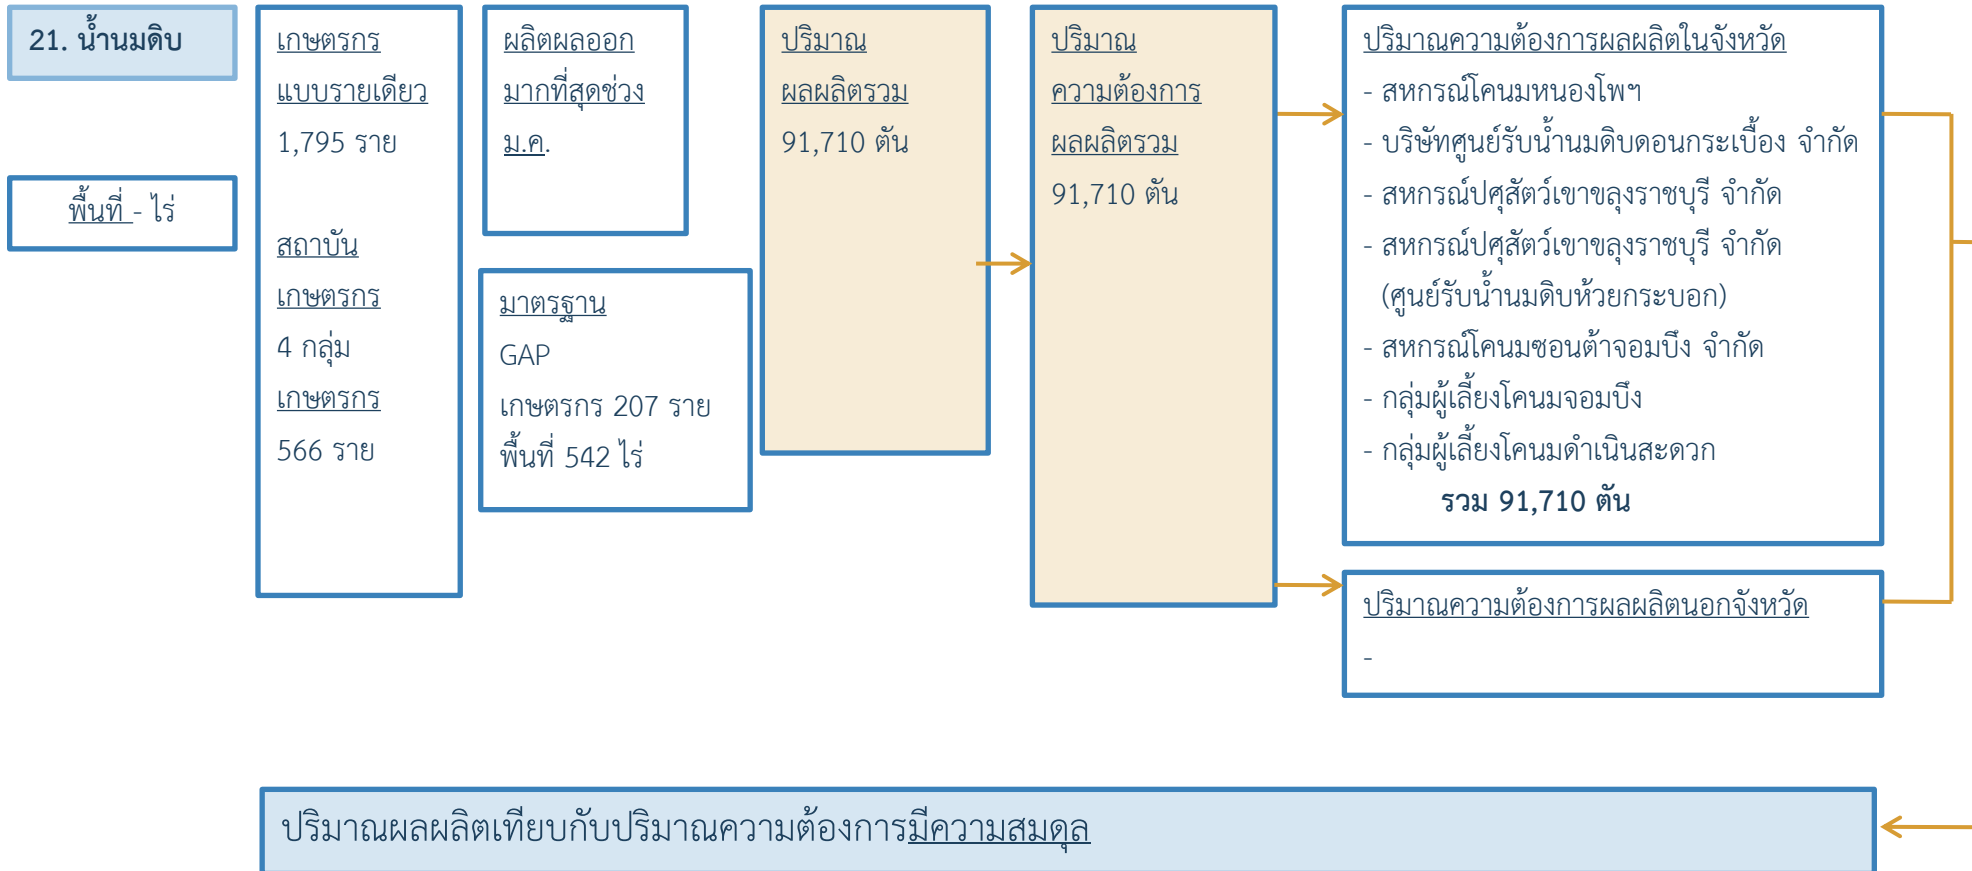 21. น้ำนมดิบ
พื้นที่ - ไร่
เกษตรกร
แบบรายเดียว
1,795 ราย
สถาบัน
เกษตรกร
4 กลุ่ม
เกษตรกร
566 ราย
ผลิตผลออก
มากที่สุดช่วง
ม.ค.
มาตรฐาน
GAP
เกษตรกร 207 ราย
พื้นที่ 542 ไร่
ปริมาณ
ผลผลิตรวม
91,710 ตัน
ปริมาณ
ความต้องการ
ผลผลิตรวม
91,710 ตัน
ปริมาณความต้องการผลผลิตในจังหวัด
- สหกรณ์โคนมหนองโพฯ
- บริษัทศูนย์รับน้ำนมดิบดอนกระเบื้อง จำกัด
- สหกรณ์ปศุสัตว์เขาขลุงราชบุรี จำกัด
- สหกรณ์ปศุสัตว์เขาขลุงราชบุรี จำกัด
(ศูนย์รับน้ำนมดิบห้วยกระบอก)
- สหกรณ์โคนมซอนต้าจอมบึง จำกัด
- กลุ่มผู้เลี้ยงโคนมจอมบึง
- กลุ่มผู้เลี้ยงโคนมดำเนินสะดวก
รวม 91,710 ตัน
ปริมาณความต้องการผลผลิตนอกจังหวัด
-
ปริมาณผลผลิตเทียบกับปริมาณความต้องการมีความสมดุล